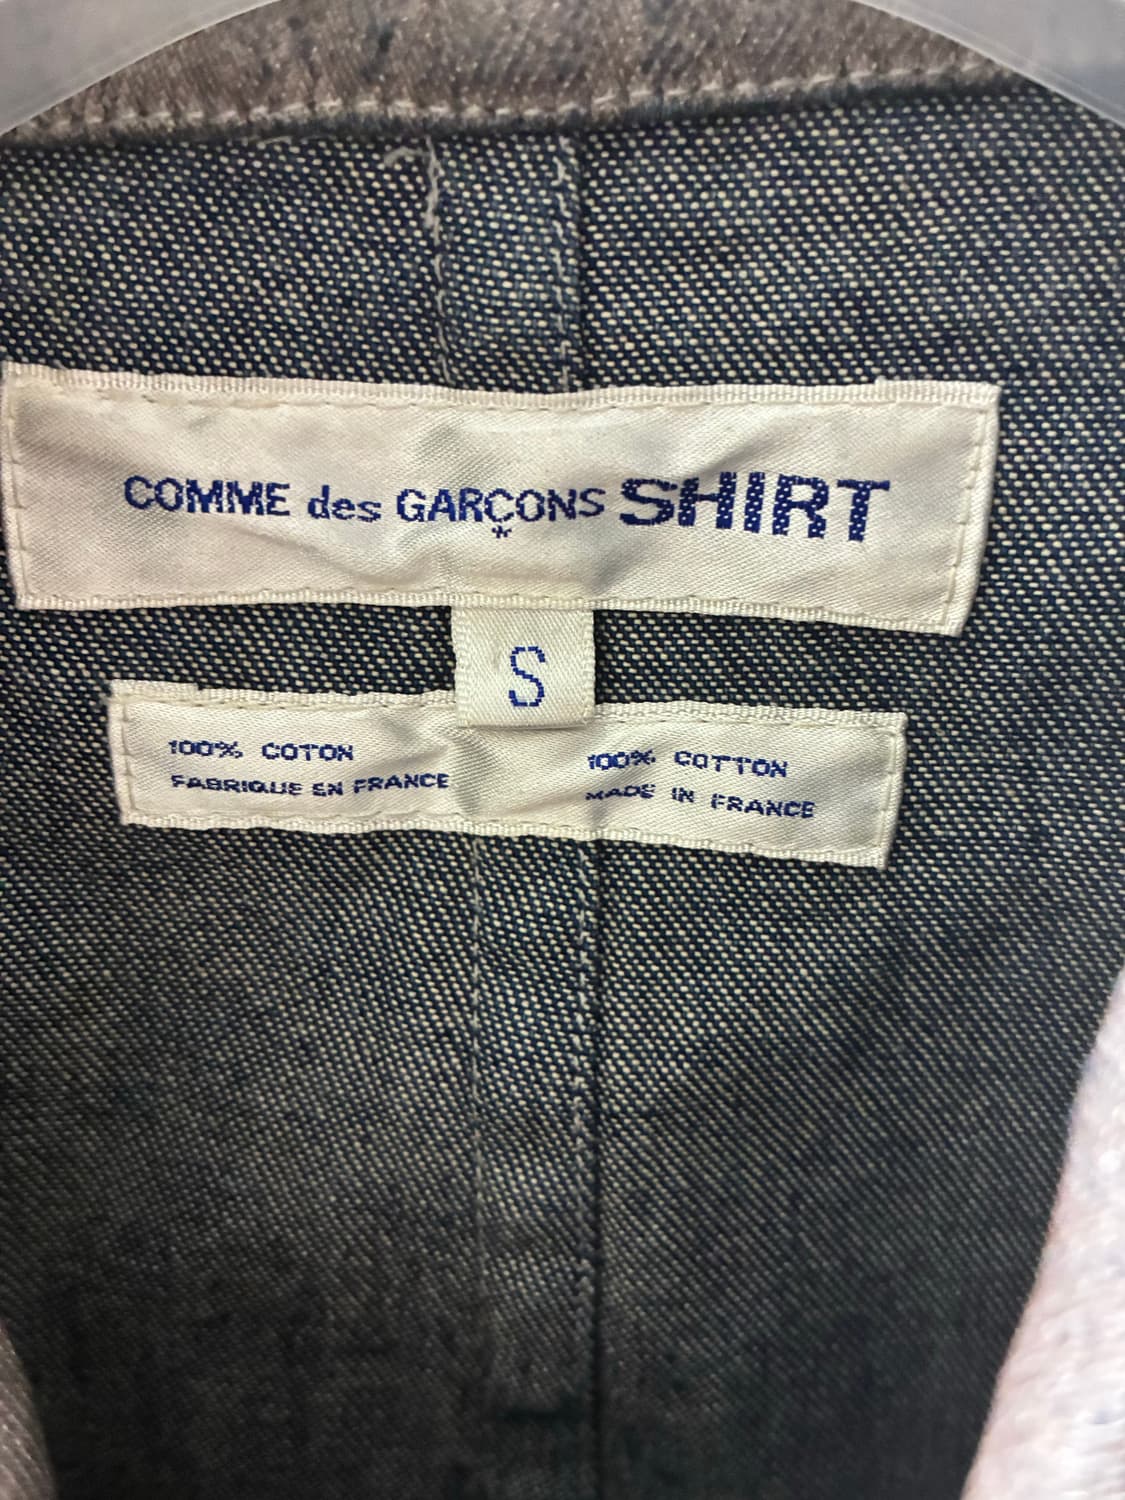 COMME des GARÇONS SHIRT
*
S
100% COTON
FABRIQUE EN FRANCE
100% COTTON
MADE IN FRANCE